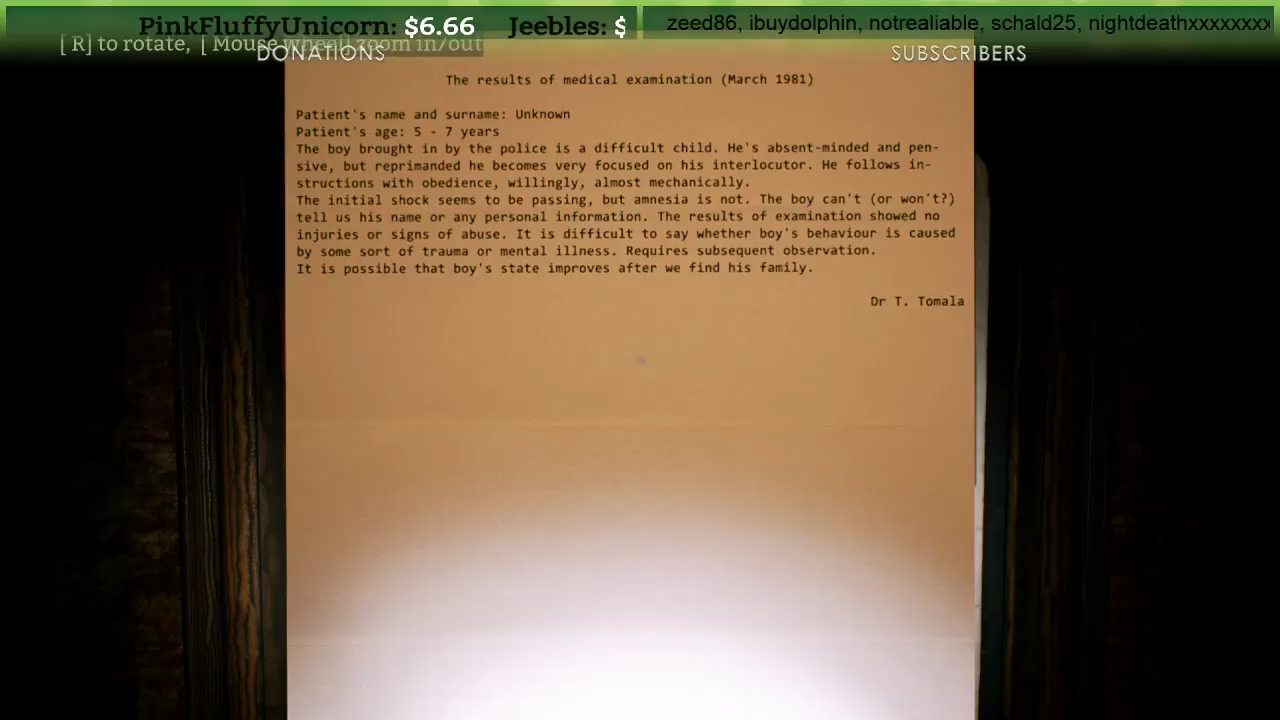 PinkFluffyUnicorn: $6.66 Jeebles: $
zeed86, ibuydolphin, notrealiable, schald25, nightdeathxxxxxxxx
[ R] to rotate, [ Mouse wheel] zoom in/out
DONATIONS
SUBSCRIBERS
The results of medical examination (March 1981)
Patient's name and surname: Unknown
Patient's age: 5 - 7 years
The boy brought in by the police is a difficult child. He's absent-minded and pen-
sive, but reprimanded he becomes very focused on his interlocutor. He follows in-
structions with obedience, willingly, almost mechanically.
The initial shock seems to be passing, but amnesia is not. The boy can't (or won't?)
tell us his name or any personal information. The results of examination showed no
injuries or signs of abuse. It is difficult to say whether boy's behaviour is caused
by some sort of trauma or mental illness. Requires subsequent observation.
It is possible that boy's state improves after we find his family.
Dr T. Tomala